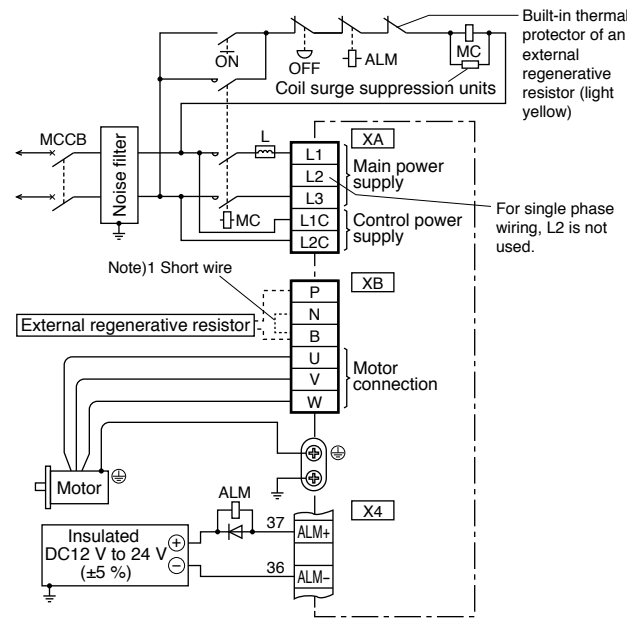 Built-in thermal
protector of an
external
regenerative
resistor (light
yellow)
ON
OFF
ALM
MC
Coil surge suppression units
MCCB
Noise filter
L
MC
XA
L1
L2
L3
L1C
L2C
Main power
supply
Control power
supply
For single phase
wiring, L2 is not
used.
Note)1 Short wire
External regenerative resistor
XB
P
N
B
U
V
W
Motor
connection
Motor
ALM
X4
Insulated
DC12 V to 24 V
(±5 %)
+
−
37
36
ALM+
ALM−